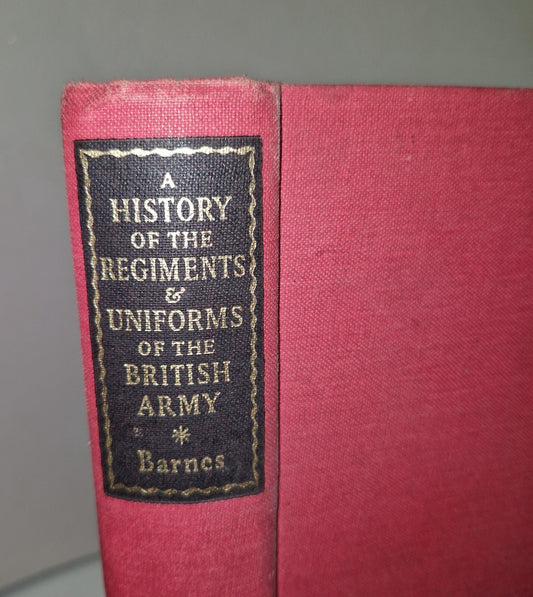 A
HISTORY
OF THE
REGIMENTS
&
UNIFORMS
OF THE
BRITISH
ARMY
*
Barnes